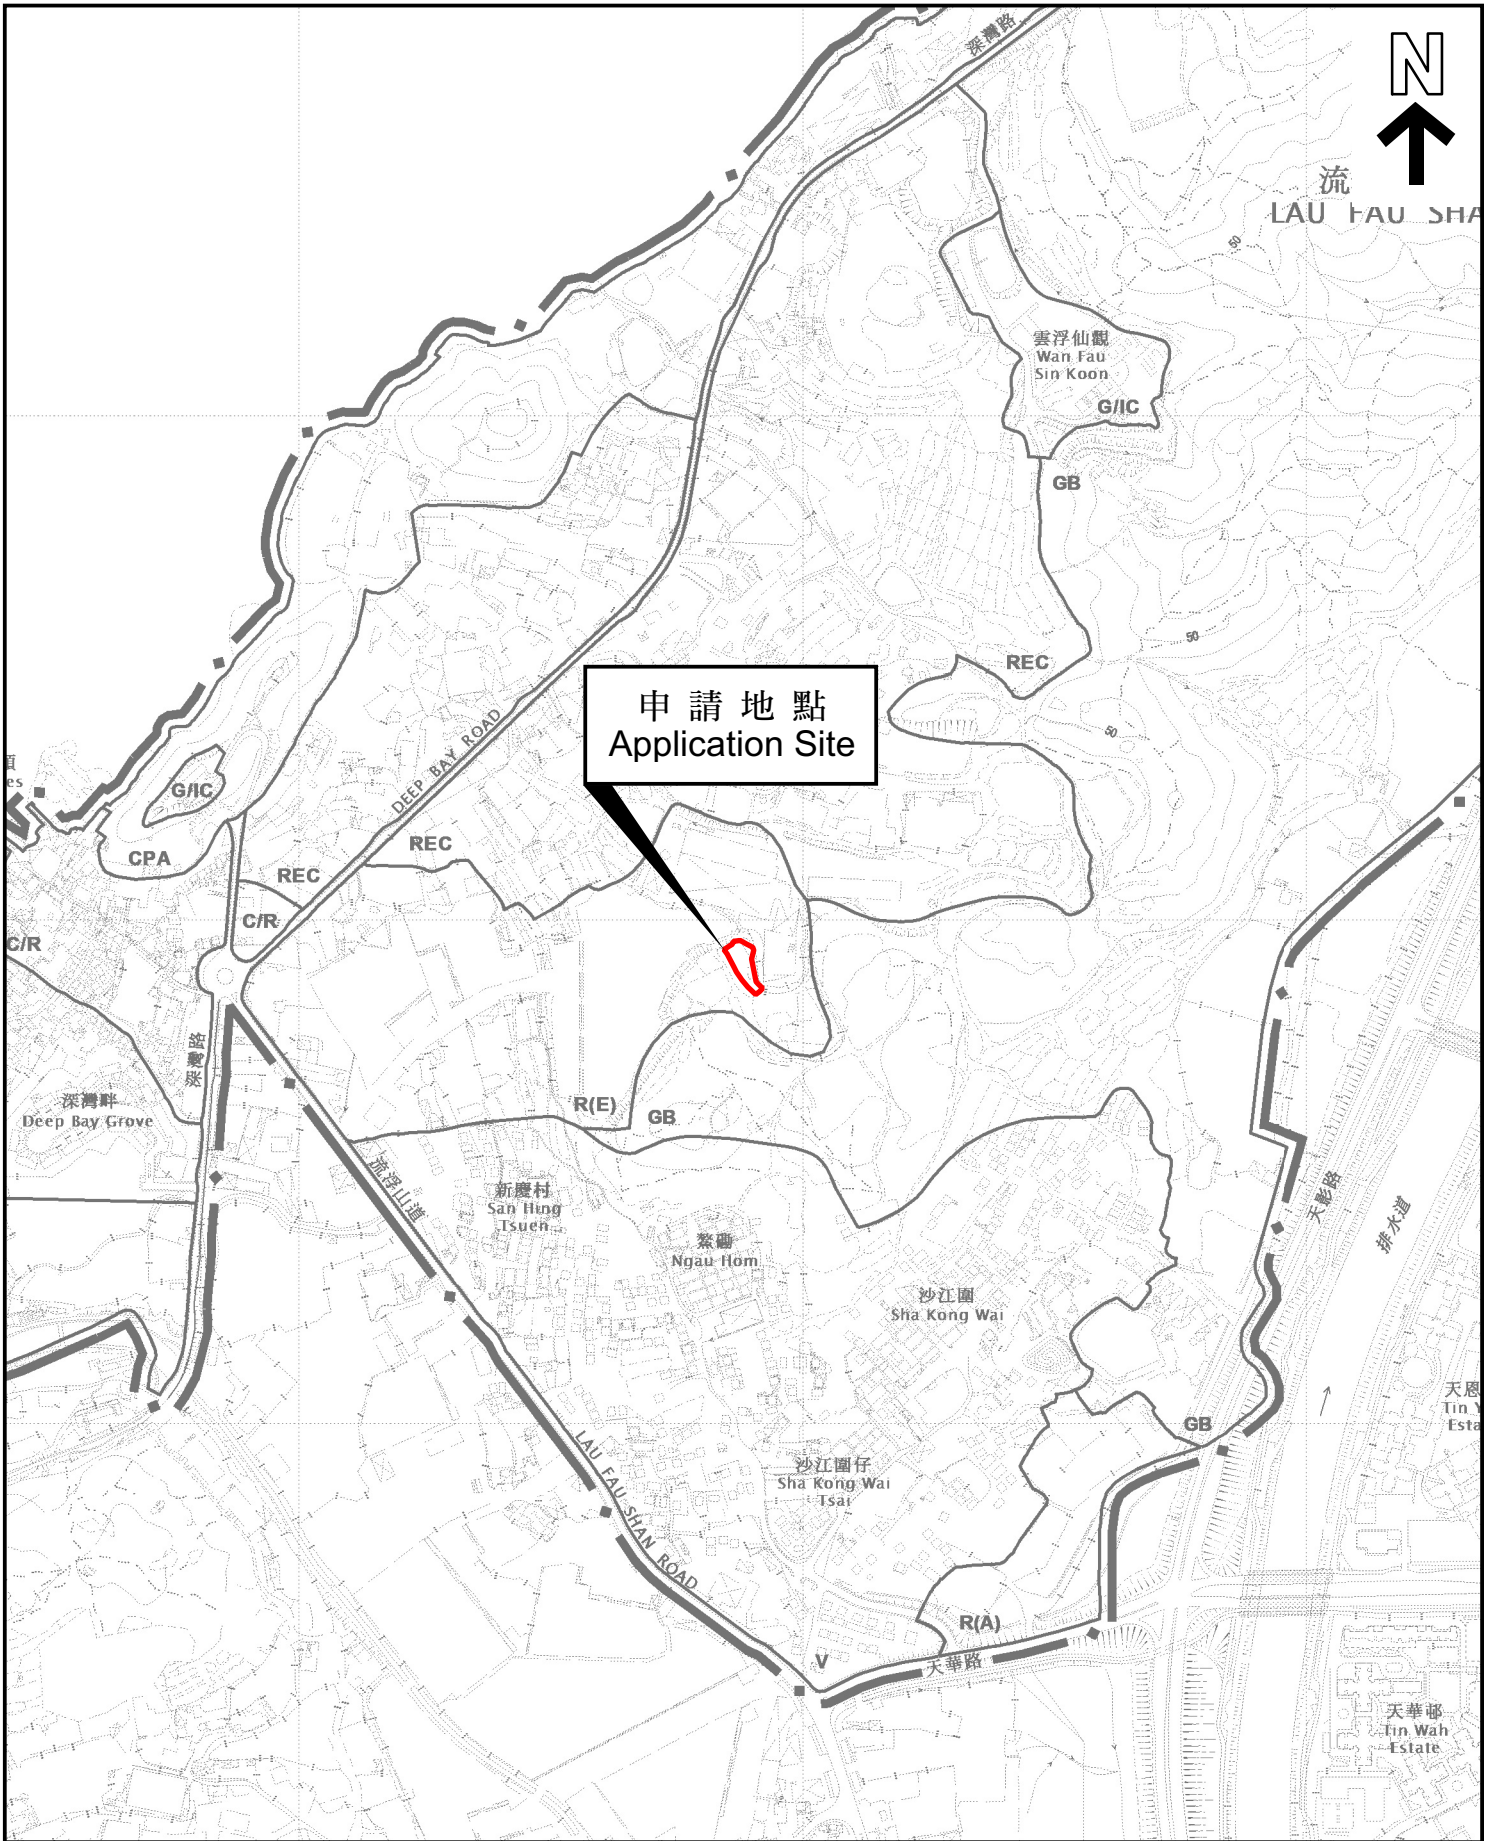 深灣路
N
流
LAU FAU SHA
50
雲浮仙觀
Wan Fau
Sin Koon
G/IC
GB
50
REC
申請地點
Application Site
50
DEEP BAY ROAD
es
G/IC
CPA
REC
REC
C/R
C/R
深灣路
深灣畔
Deep Bay Grove
R(E)
GB
流浮山道
新慶村
San Hing
Tsuen
鰲磡
Ngau Hom
天影路
排水道
沙江圍
Sha Kong Wai
天恩
Tin Y
Esta
GB
LAU FAU SHAN ROAD
沙江圍仔
Sha Kong Wai
Tsai
R(A)
V
天華路
天華邨
Tin Wah
Estate